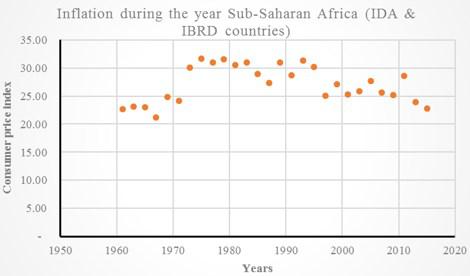 Inflation during the year Sub-Saharan Africa (IDA &
IBRD countries)
35.00
30.00
25.00
20.00
15.00
10.00
5.00
-
Consumer price index
1950 1960 1970 1980 1990 2000 2010 2020
Years